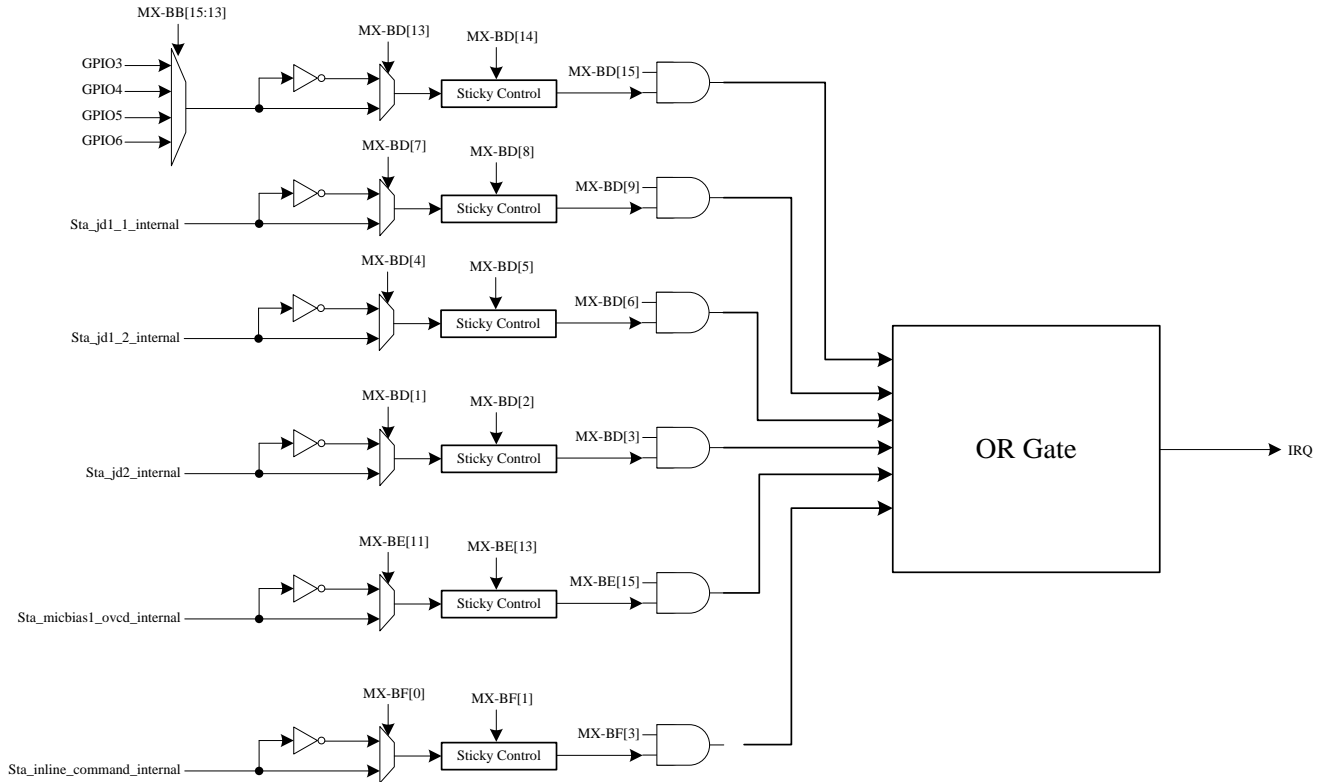 MX-BB[15:13]
MX-BD[13]
MX-BD[14]
MX-BD[15]
GPIO3
GPIO4
GPIO5
GPIO6
Sticky Control
MX-BD[7]
MX-BD[8]
MX-BD[9]
Sta_jd1_1_internal
Sticky Control
MX-BD[4]
MX-BD[5]
MX-BD[6]
Sta_jd1_2_internal
Sticky Control
MX-BD[1]
MX-BD[2]
MX-BD[3]
Sta_jd2_internal
Sticky Control
OR Gate
IRQ
MX-BE[11]
MX-BE[13]
MX-BE[15]
Sta_micbias1_ovcd_internal
Sticky Control
MX-BF[0]
MX-BF[1]
MX-BF[3]
Sta_inline_command_internal
Sticky Control